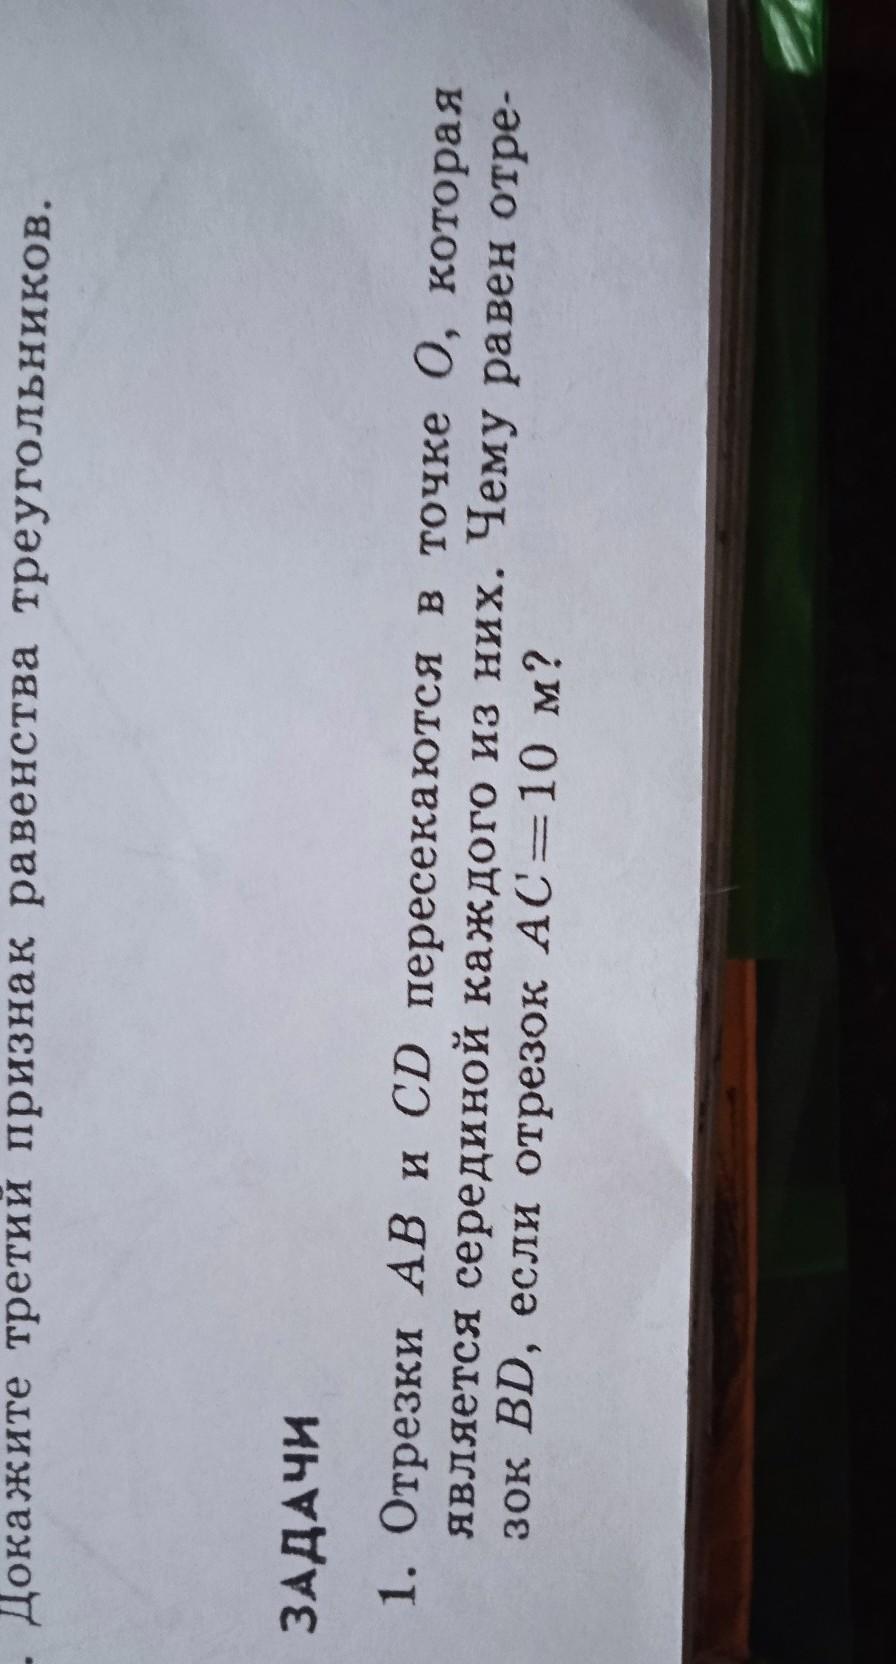 . Докажите третий признак равенства треугольников.
ЗАДАЧИ
1. Отрезки AB и CD пересекаются в точке O, которая
является серединой каждого из них. Чему равен отре-
зок BD, если отрезок AC=10 м?